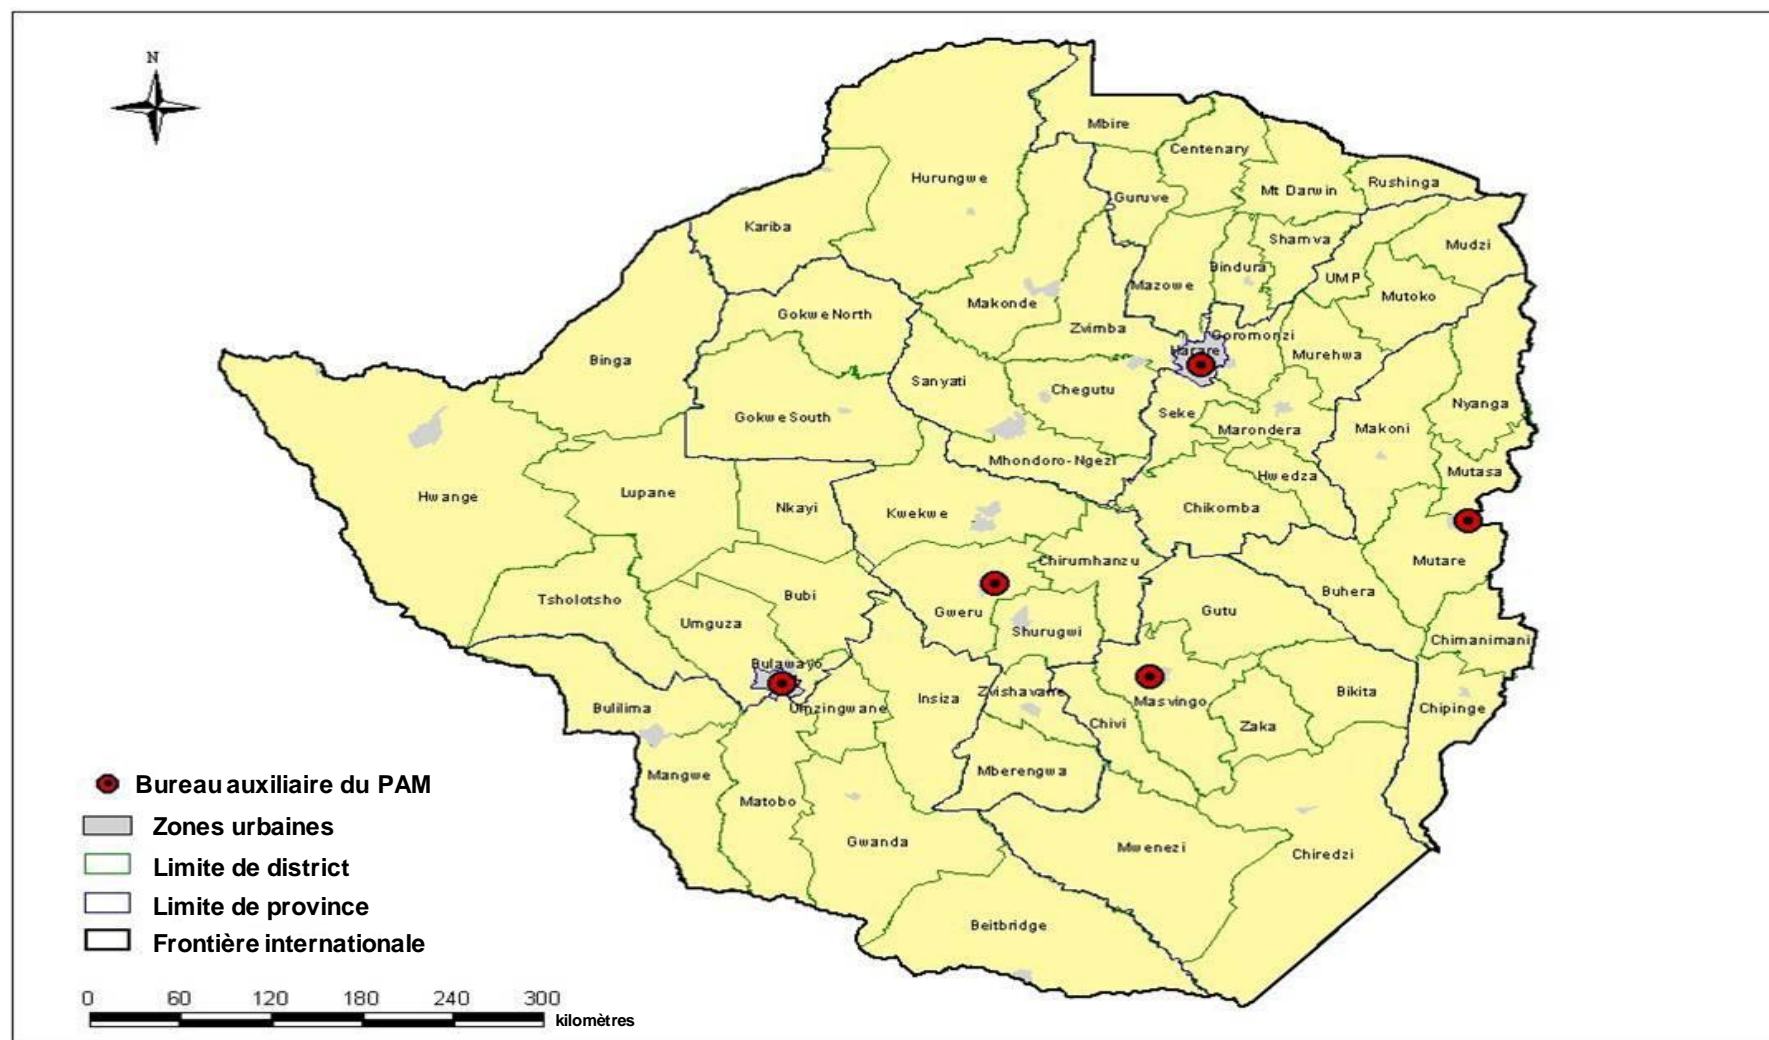 N
Mbire
Centenary
Hurungwe
Guruve
Mt Darwin
Rushinga
Kariba
Shamva
Mudzi
Bindura
UMP
Mutoko
Makonde
Mazowe
Gokwe North
Zvimba
Goromonzi
Harare
Murehwa
Binga
Sanyati
Chegutu
Nyanga
Gokwe South
Seke
Marondera
Makoni
Mhondoro-Ngezi
Hwedza
Mutasa
Hwange
Lupane
Nkayi
Kwekwe
Chikomba
Chirumhanzu
Mutare
Tsholotsho
Bubi
Buhera
Umguza
Gweru
Gutu
Shurugwi
Chimanimani
Bulawayo
Zvishavane
Bikita
Bulilima
Umzingwane
Insiza
Masvingo
Chipinge
Chivi
Zaka
Mangwe
Mberengwa
Matobo
Gwanda
Mwenezi
Chiredzi
Beitbridge
Bureau auxiliaire du PAM
Zones urbaines
Limite de district
Limite de province
Frontière internationale
0 60 120 180 240 300
kilomètres